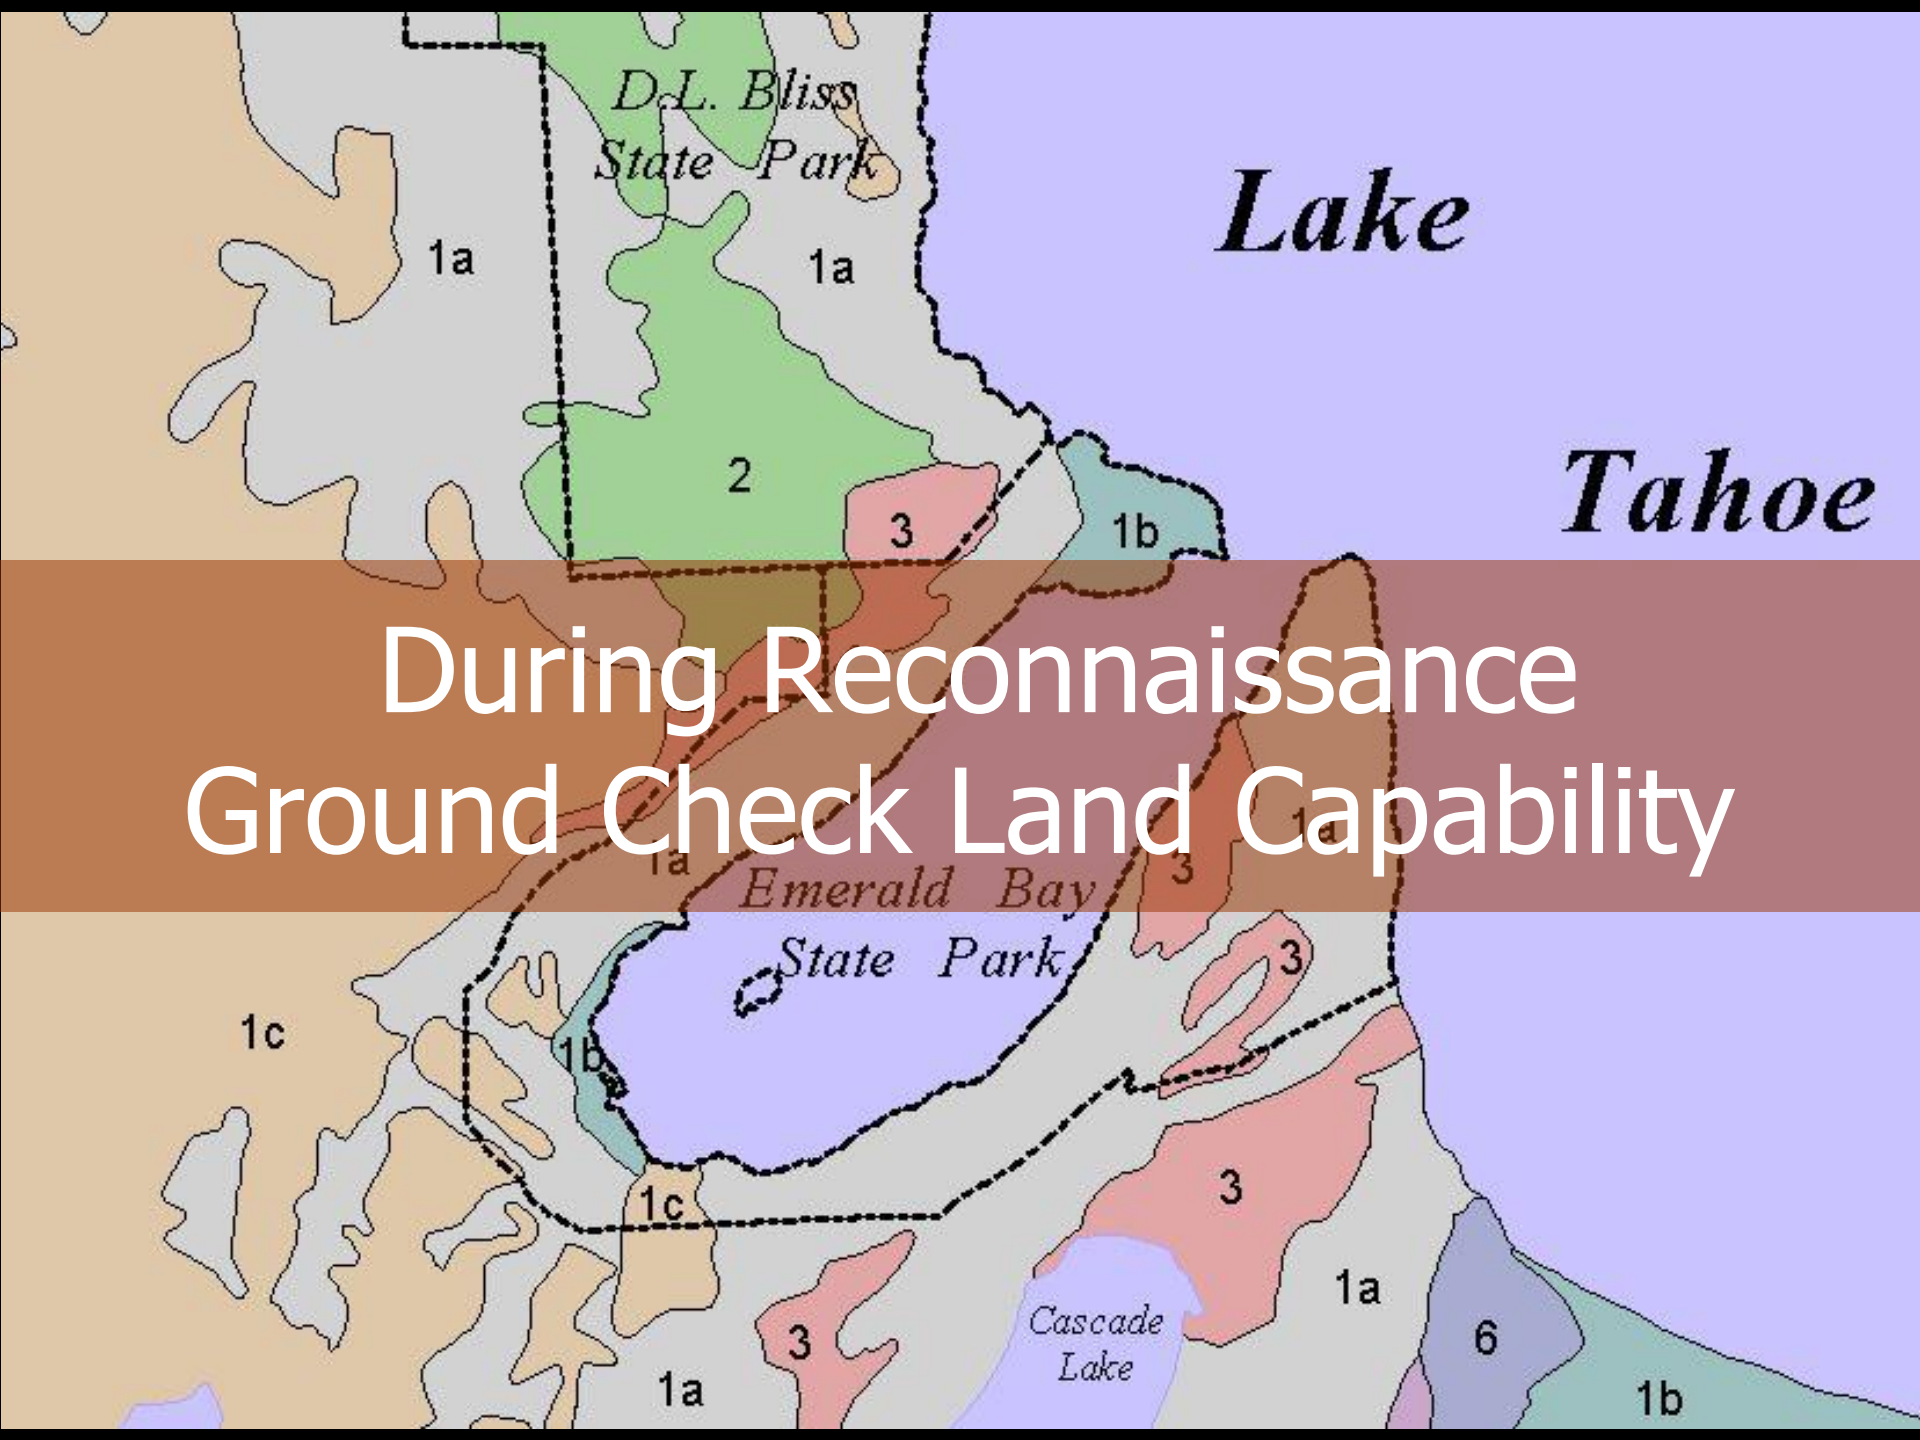 D.L. Bliss
State Park
Lake
1a
1a
Tahoe
2
3
1b
During Reconnaissance
Ground Check Land Capability
1a
1a
3
Emerald Bay
State Park
3
1c
1b
3
1c
1a
Cascade
Lake
3
6
1a
1b